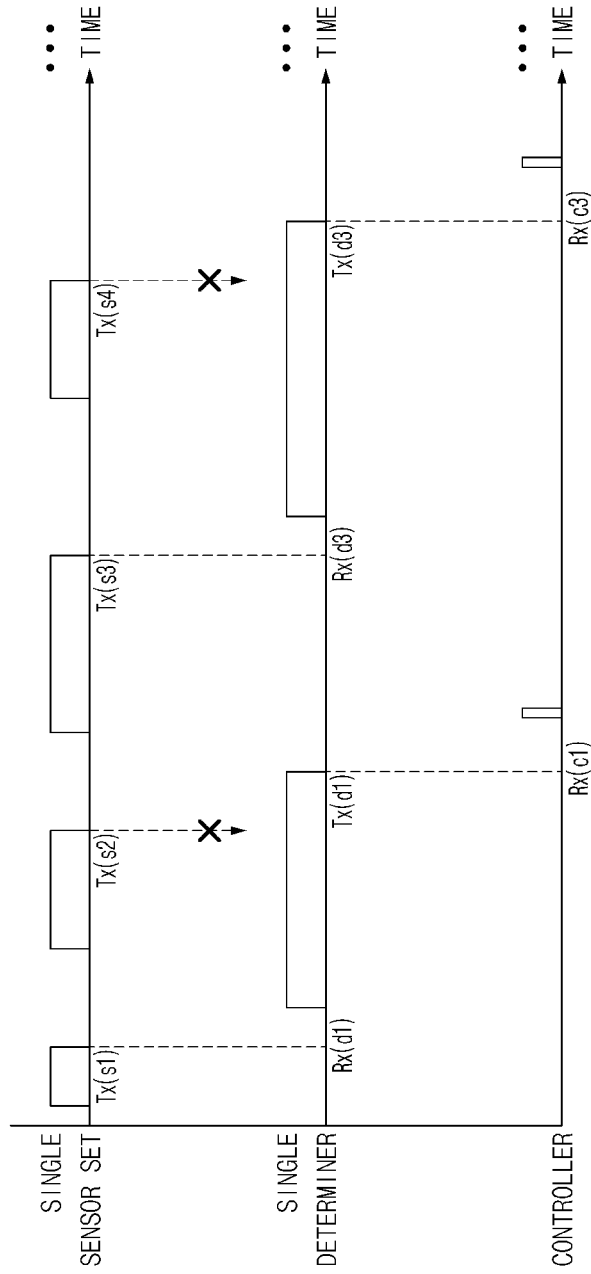 SINGLE
SENSOR SET
Tx(s1)
Tx(s2)
Tx(s3)
Tx(s4)
TIME
SINGLE
DETERMINER
Rx(d1)
Tx(d1)
Rx(d3)
Tx(d3)
TIME
CONTROLLER
Rx(c1)
Rx(c3)
TIME